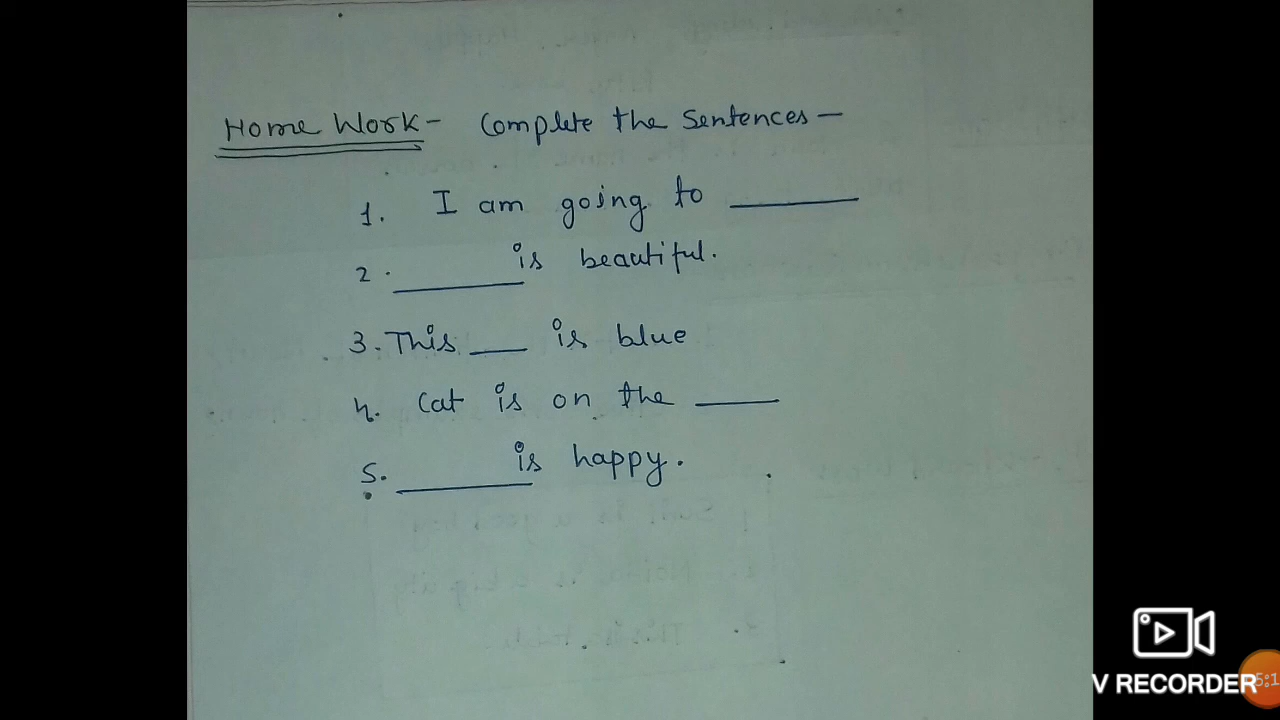 Home Work - Complete the Sentences -
1. I am going to ______
2. ______ is beautiful.
3. This ___ is blue
4. Cat is on the ____
5. ______ is happy.
V RECORDER